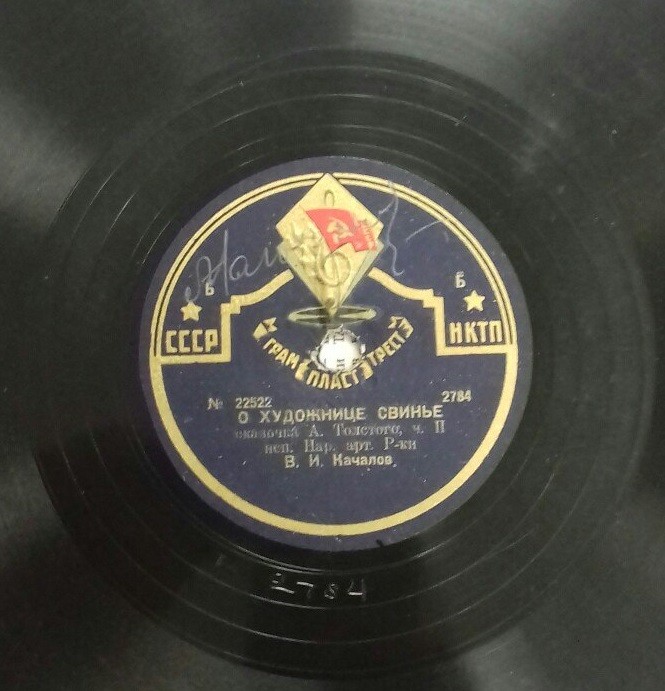 Б Б
СССР НКТП
ГРАМ ПЛАСТ ТРЕСТ
№ 22522 2784
О ХУДОЖНИЦЕ СВИНЬЕ
сказочка А. Толстого, ч. II
исп. Нар. арт. Р-ки
В. И. Качалов
2784